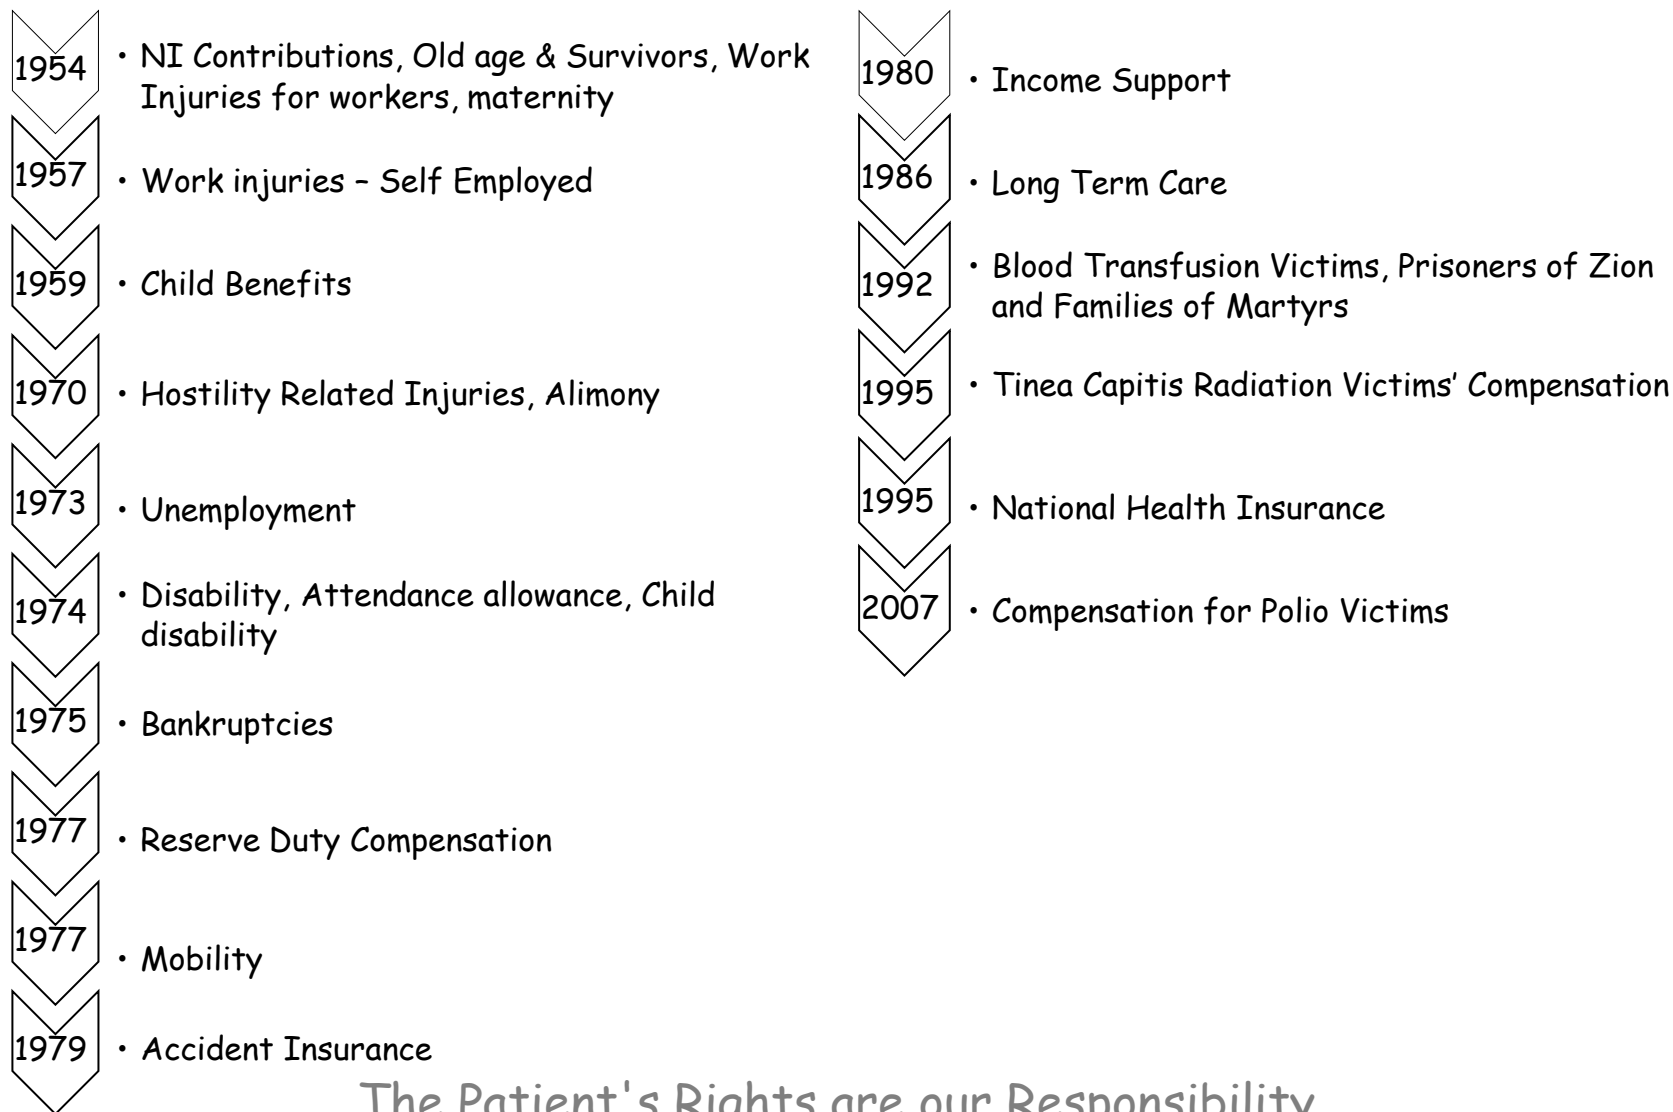 1954
• NI Contributions, Old age & Survivors, Work
Injuries for workers, maternity
1957
• Work injuries – Self Employed
1959
• Child Benefits
1970
• Hostility Related Injuries, Alimony
1973
• Unemployment
1974
• Disability, Attendance allowance, Child
disability
1975
• Bankruptcies
1977
• Reserve Duty Compensation
1977
• Mobility
1979
• Accident Insurance
1980
• Income Support
1986
• Long Term Care
1992
• Blood Transfusion Victims, Prisoners of Zion
and Families of Martyrs
1995
• Tinea Capitis Radiation Victims’ Compensation
1995
• National Health Insurance
2007
• Compensation for Polio Victims
The Patient's Rights are our Responsibility